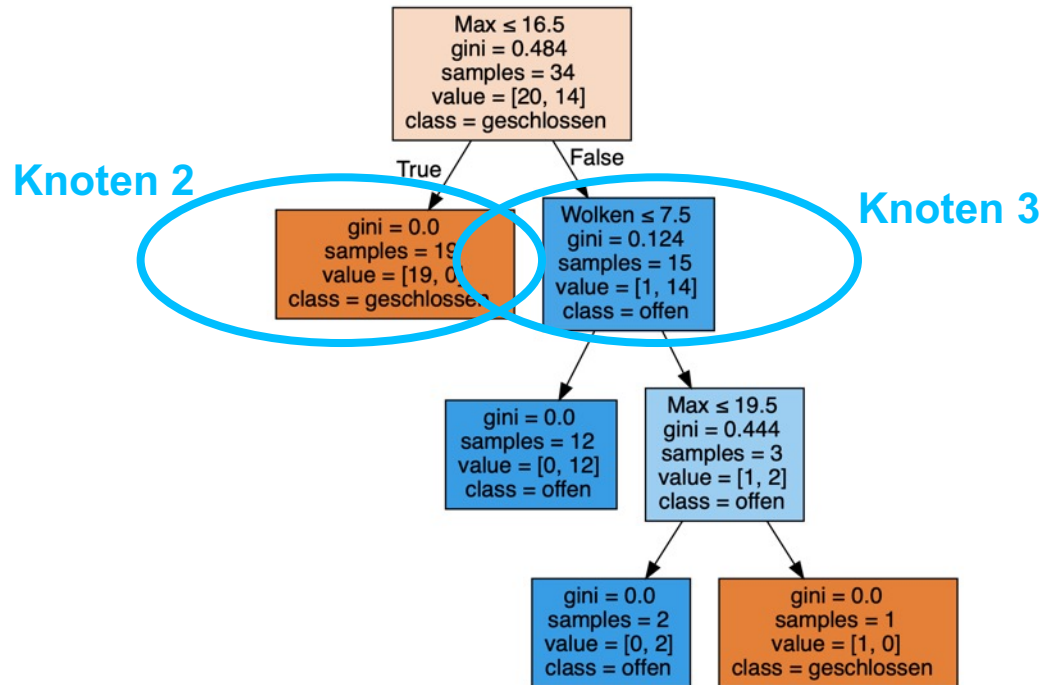 Max ≤ 16.5
gini = 0.484
samples = 34
value = [20, 14]
class = geschlossen
True
False
Knoten 2
gini = 0.0
samples = 19
value = [19, 0]
class = geschlossen
Wolken ≤ 7.5
gini = 0.124
samples = 15
value = [1, 14]
class = offen
Knoten 3
gini = 0.0
samples = 12
value = [0, 12]
class = offen
Max ≤ 19.5
gini = 0.444
samples = 3
value = [1, 2]
class = offen
gini = 0.0
samples = 2
value = [0, 2]
class = offen
gini = 0.0
samples = 1
value = [1, 0]
class = geschlossen